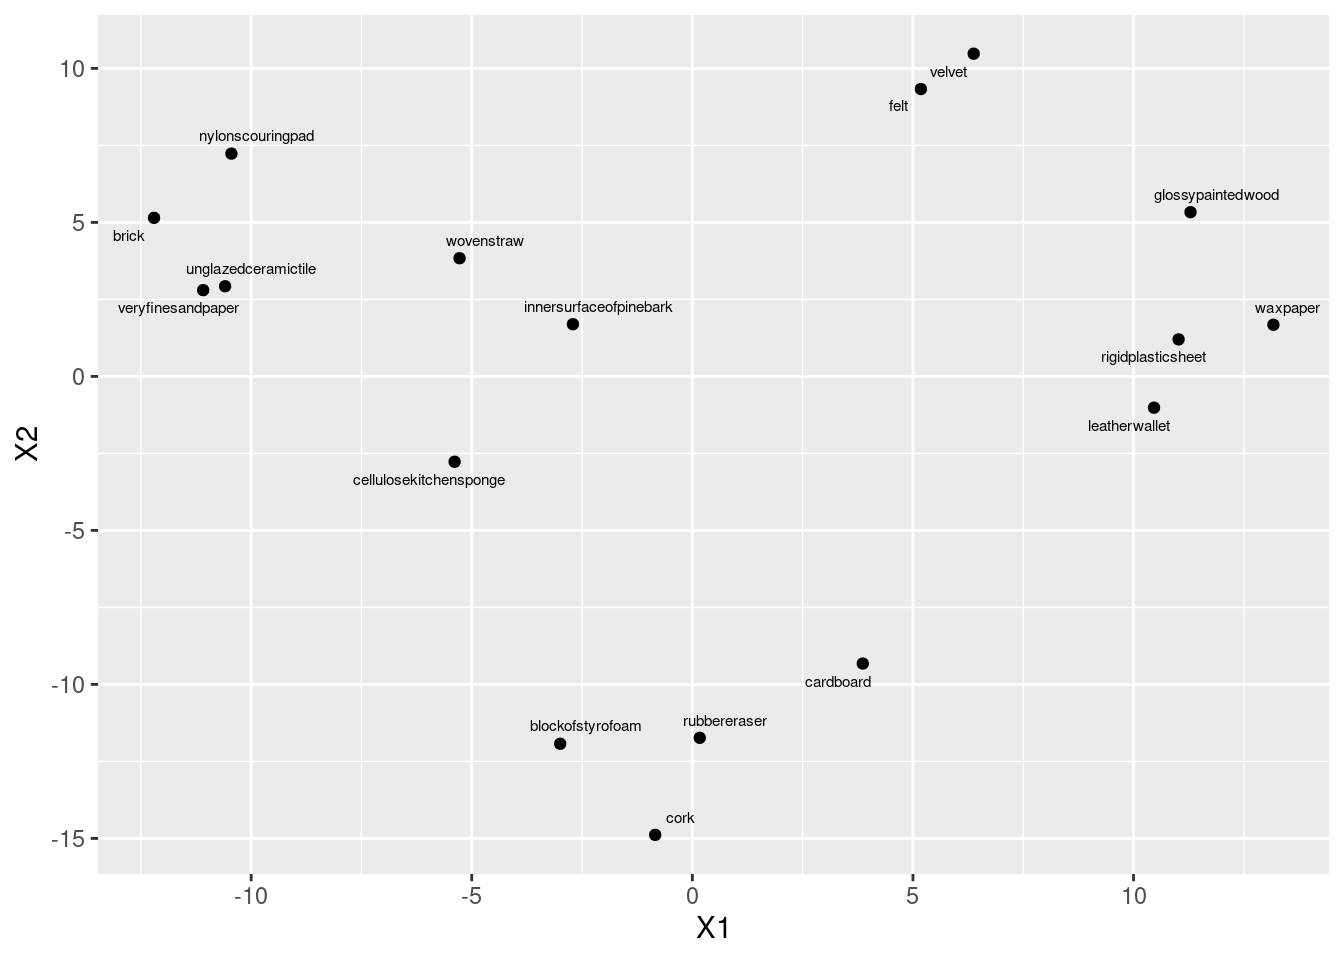 10
5
0
-5
-10
-15
X2
velvet
felt
nylonscouringpad
glossypaintedwood
brick
wovenstraw
unglazedceramictile
veryfinesandpaper
innersurfaceofpinebark
waxpaper
rigidplasticsheet
leatherwallet
cellulosekitchensponge
cardboard
rubbereraser
blockofstyrofoam
cork
-10 -5 0 5 10
X1